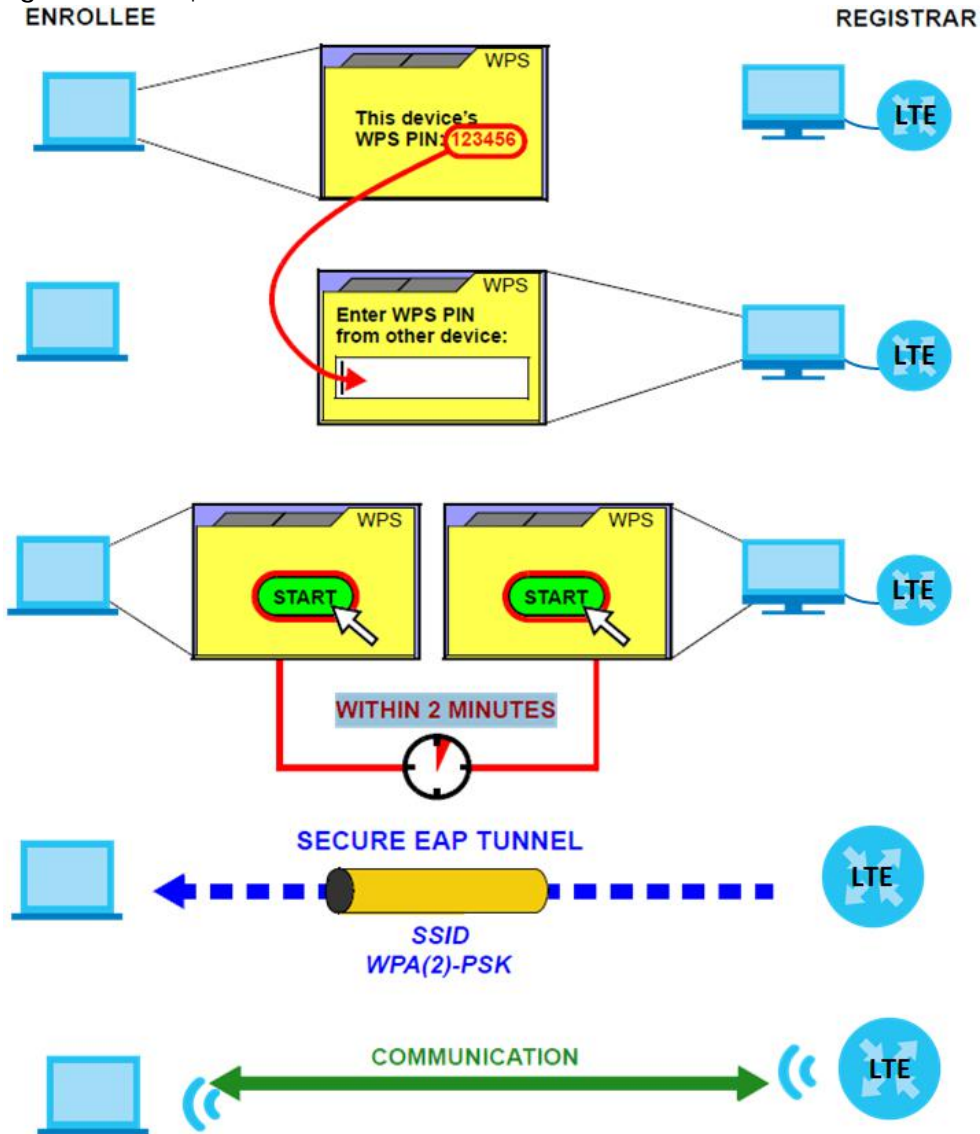 ENROLLEE
REGISTRAR
WPS
This device's
WPS PIN: 123456
LTE
WPS
Enter WPS PIN
from other device:
LTE
WPS
START
WPS
START
LTE
WITHIN 2 MINUTES
SECURE EAP TUNNEL
LTE
SSID
WPA(2)-PSK
COMMUNICATION
LTE